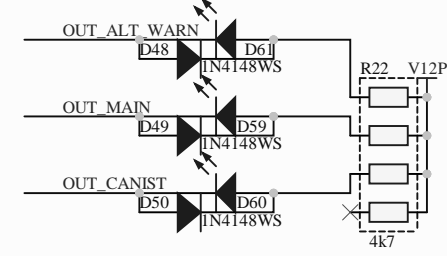 OUT_ALT_WARN
D48 D61
1N4148WS
R22 V12P
OUT_MAIN
D49 D59
1N4148WS
OUT_CANIST
D50 D60
1N4148WS
4k7